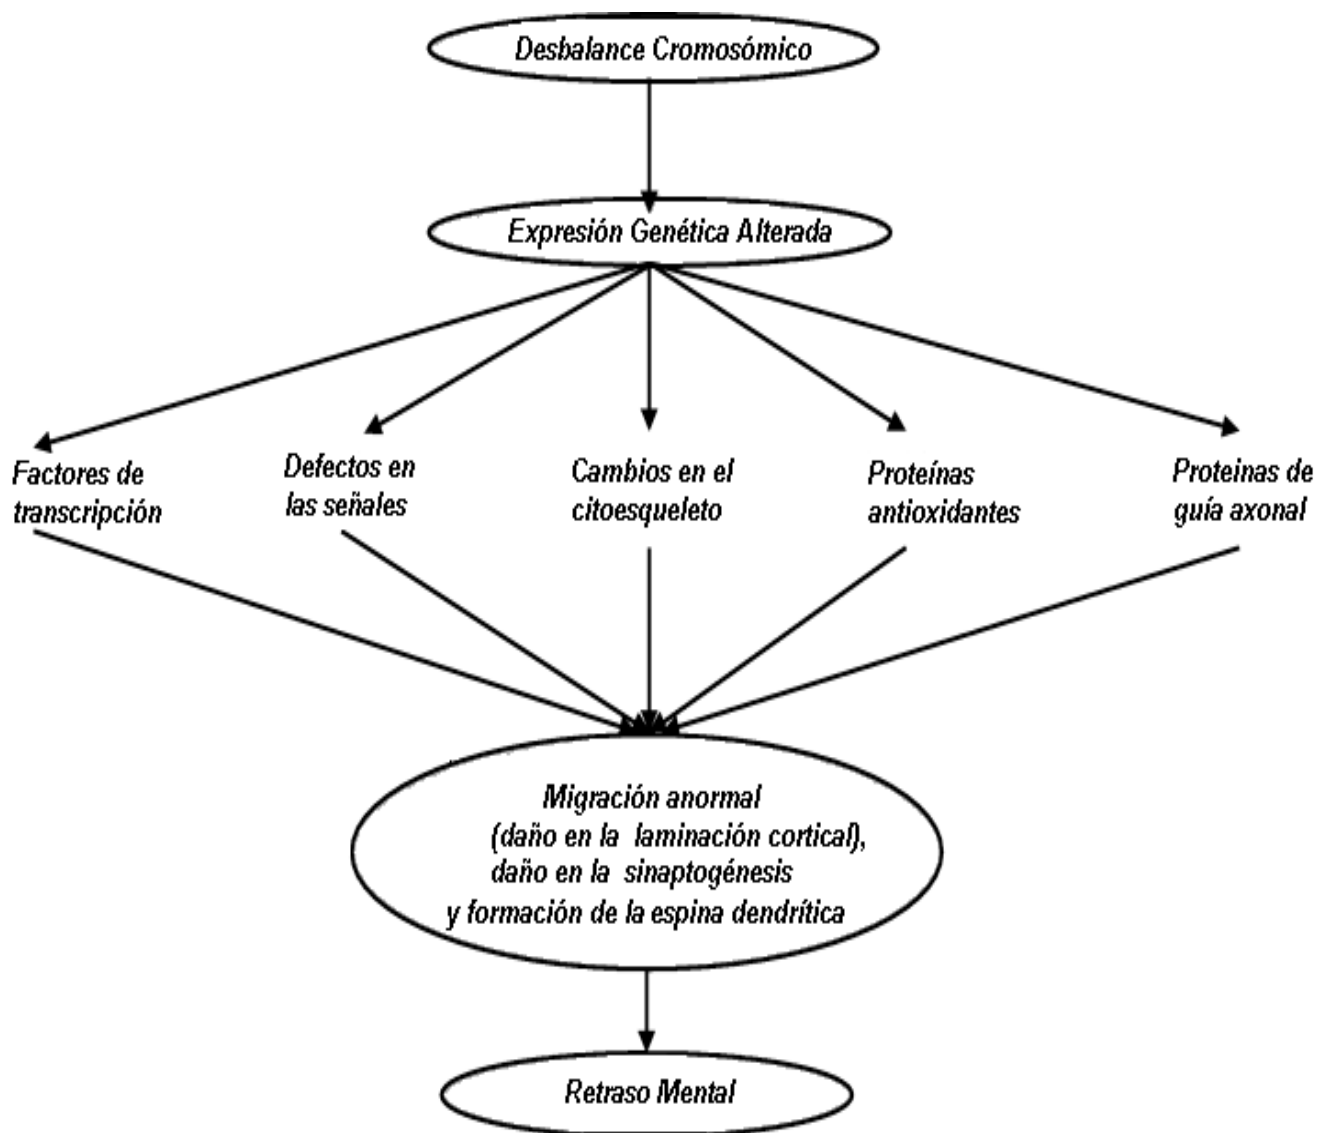 Desbalance Cromosómico
Expresión Genética Alterada
Factores de
transcripción
Defectos en
las señales
Cambios en el
citoesqueleto
Proteínas
antioxidantes
Proteinas de
guía axonal
Migración anormal
(daño en la laminación cortical),
daño en la sinaptogénesis
y formación de la espina dendrítica
Retraso Mental